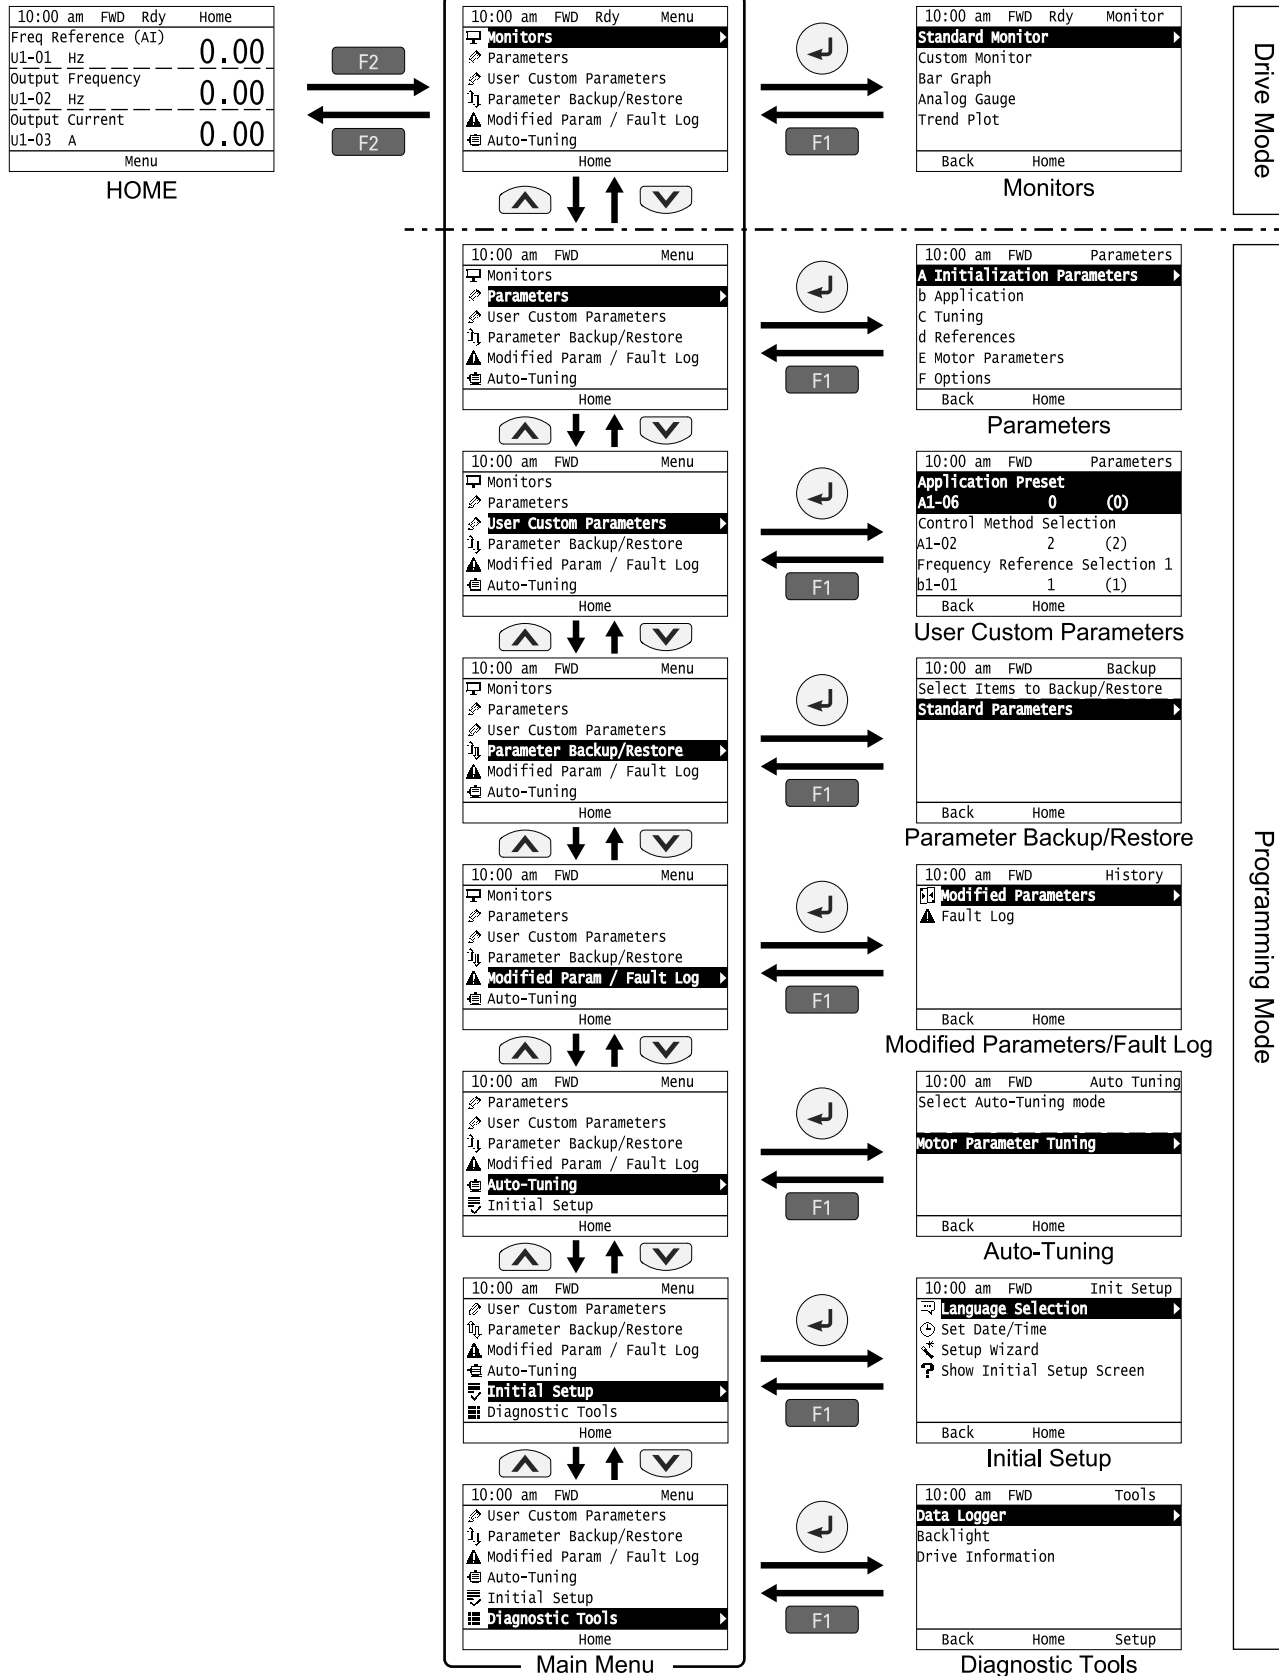 10:00 am FWD Rdy Home
Freq Reference (AI)
U1-01 Hz 0.00
Output Frequency
U1-02 Hz 0.00
Output Current
U1-03 A 0.00
Menu
HOME
F2
F2
10:00 am FWD Rdy Menu
Monitors
Parameters
User Custom Parameters
Parameter Backup/Restore
Modified Param / Fault Log
Auto-Tuning
Home
F1
10:00 am FWD Rdy Monitor
Standard Monitor
Custom Monitor
Bar Graph
Analog Gauge
Trend Plot
Back Home
Monitors
Drive Mode
10:00 am FWD Menu
Monitors
Parameters
User Custom Parameters
Parameter Backup/Restore
Modified Param / Fault Log
Auto-Tuning
Home
F1
10:00 am FWD Parameters
A Initialization Parameters
b Application
C Tuning
d References
E Motor Parameters
F Options
Back Home
Parameters
10:00 am FWD Menu
Monitors
Parameters
User Custom Parameters
Parameter Backup/Restore
Modified Param / Fault Log
Auto-Tuning
Home
F1
10:00 am FWD Parameters
Application Preset
A1-06 0 (0)
Control Method Selection
A1-02 2 (2)
Frequency Reference Selection 1
b1-01 1 (1)
Back Home
User Custom Parameters
10:00 am FWD Menu
Monitors
Parameters
User Custom Parameters
Parameter Backup/Restore
Modified Param / Fault Log
Auto-Tuning
Home
F1
10:00 am FWD Backup
Select Items to Backup/Restore
Standard Parameters
Back Home
Parameter Backup/Restore
10:00 am FWD Menu
Monitors
Parameters
User Custom Parameters
Parameter Backup/Restore
Modified Param / Fault Log
Auto-Tuning
Home
F1
10:00 am FWD History
Modified Parameters
Fault Log
Back Home
Modified Parameters/Fault Log
10:00 am FWD Menu
Parameters
User Custom Parameters
Parameter Backup/Restore
Modified Param / Fault Log
Auto-Tuning
Initial Setup
Home
F1
10:00 am FWD Auto Tuning
Select Auto-Tuning mode
Motor Parameter Tuning
Back Home
Auto-Tuning
10:00 am FWD Menu
User Custom Parameters
Parameter Backup/Restore
Modified Param / Fault Log
Auto-Tuning
Initial Setup
Diagnostic Tools
Home
F1
10:00 am FWD Init Setup
Language Selection
Set Date/Time
Setup Wizard
? Show Initial Setup Screen
Back Home
Initial Setup
10:00 am FWD Menu
User Custom Parameters
Parameter Backup/Restore
Modified Param / Fault Log
Auto-Tuning
Initial Setup
Diagnostic Tools
Home
Main Menu
F1
10:00 am FWD Tools
Data Logger
Backlight
Drive Information
Back Home Setup
Diagnostic Tools
Programming Mode